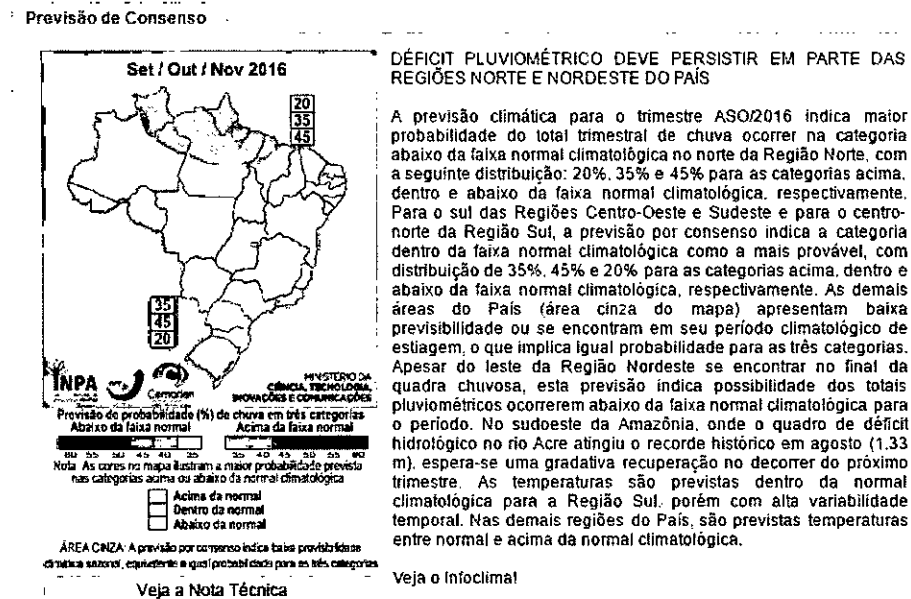 Previsão de Consenso
Set / Out / Nov 2016
20
35
45
35
45
20
INPA
Cemaden
MINISTÉRIO DA
CIÊNCIA, TECNOLOGIA,
INOVAÇÕES E COMUNICAÇÕES
Previsão de probabilidade (%) de chuva em três categorias
Abaixo da faixa normal Acima da faixa normal
60 55 50 45 40 35 35 40 45 50 55 60
Nota As cores no mapa ilustram a maior probabilidade prevista
nas categorias acima ou abaixo da normal climatológica
Acima da normal
Dentro da normal
Abaixo da normal
ÁREA CINZA: A previsão por consenso indica baixa previsibilidade
climática sazonal, equivalente a igual probabilidade para as três categorias
Veja a Nota Técnica
DÉFICIT PLUVIOMÉTRICO DEVE PERSISTIR EM PARTE DAS
REGIÕES NORTE E NORDESTE DO PAÍS
A previsão climática para o trimestre ASO/2016 indica maior
probabilidade do total trimestral de chuva ocorrer na categoria
abaixo da faixa normal climatológica no norte da Região Norte, com
a seguinte distribuição: 20%, 35% e 45% para as categorias acima,
dentro e abaixo da faixa normal climatológica, respectivamente.
Para o sul das Regiões Centro-Oeste e Sudeste e para o centro-
norte da Região Sul, a previsão por consenso indica a categoria
dentro da faixa normal climatológica como a mais provável, com
distribuição de 35%, 45% e 20% para as categorias acima, dentro e
abaixo da faixa normal climatológica, respectivamente. As demais
áreas do País (área cinza do mapa) apresentam baixa
previsibilidade ou se encontram em seu período climatológico de
estiagem, o que implica igual probabilidade para as três categorias.
Apesar do leste da Região Nordeste se encontrar no final da
quadra chuvosa, esta previsão indica possibilidade dos totais
pluviométricos ocorrerem abaixo da faixa normal climatológica para
o período. No sudoeste da Amazônia, onde o quadro de déficit
hidrológico no rio Acre atingiu o recorde histórico em agosto (1,33
m), espera-se uma gradativa recuperação no decorrer do próximo
trimestre. As temperaturas são previstas dentro da normal
climatológica para a Região Sul, porém com alta variabilidade
temporal. Nas demais regiões do País, são previstas temperaturas
entre normal e acima da normal climatológica.
Veja o Infoclima!